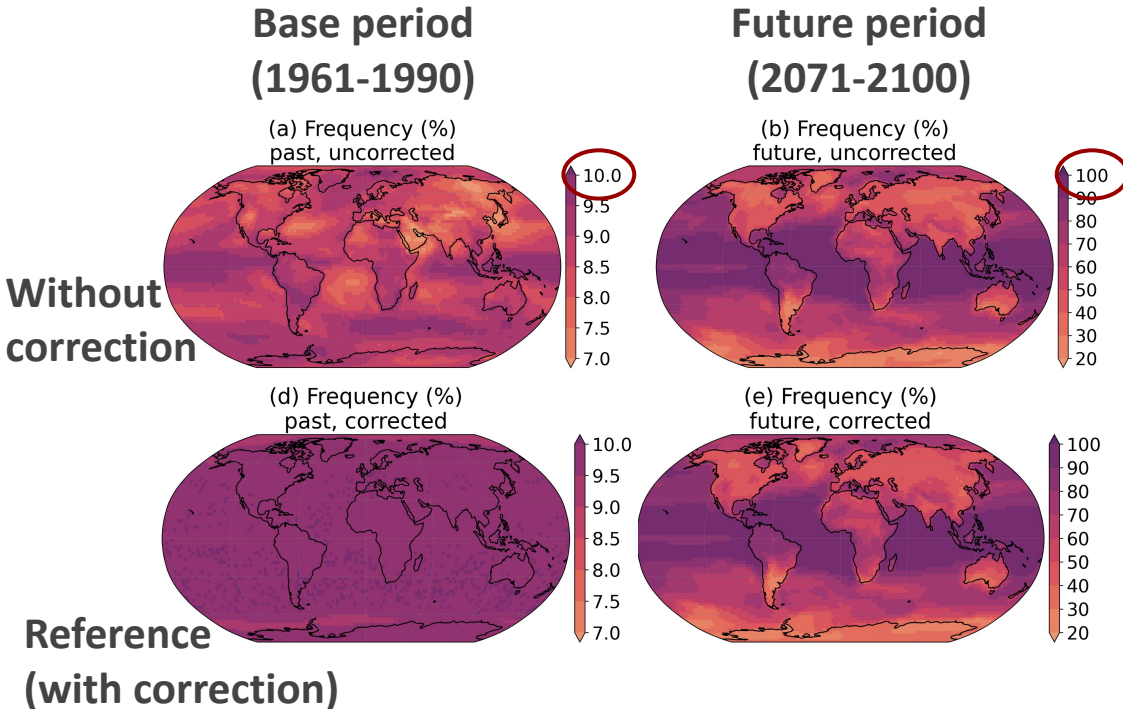 Base period
(1961-1990)
Future period
(2071-2100)
(a) Frequency (%)
past, uncorrected
10.0
9.5
9.0
8.5
8.0
7.5
7.0
(b) Frequency (%)
future, uncorrected
100
90
80
70
60
50
40
30
20
Without
correction
(d) Frequency (%)
past, corrected
10.0
9.5
9.0
8.5
8.0
7.5
7.0
(e) Frequency (%)
future, corrected
100
90
80
70
60
50
40
30
20
Reference
(with correction)